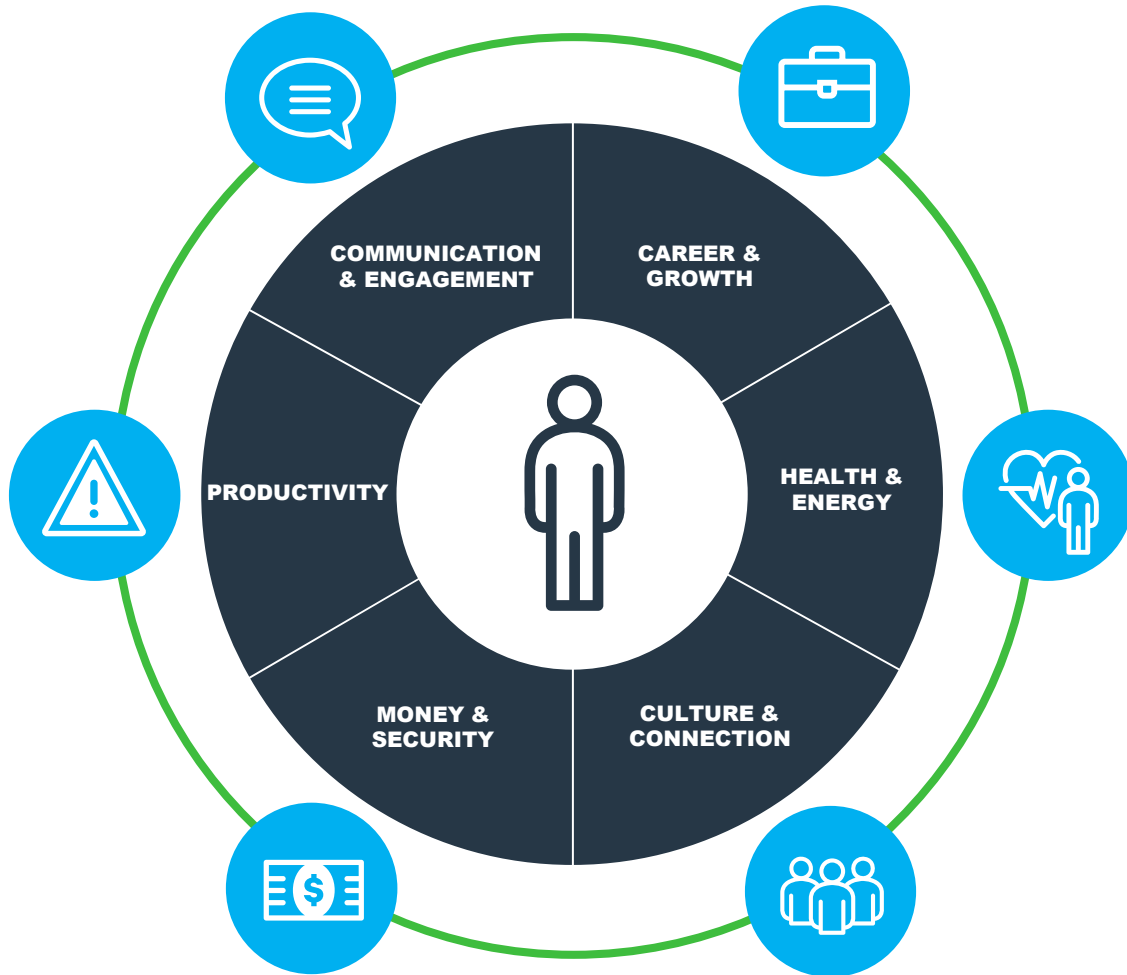 COMMUNICATION
& ENGAGEMENT
CAREER &
GROWTH
PRODUCTIVITY
HEALTH &
ENERGY
MONEY &
SECURITY
CULTURE &
CONNECTION
$